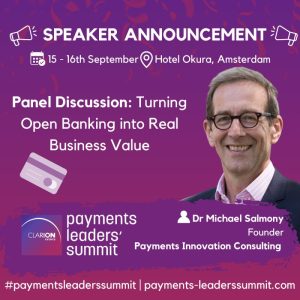 SPEAKER ANNOUNCEMENT
15 - 16th September Hotel Okura, Amsterdam
Panel Discussion: Turning
Open Banking into Real
Business Value
CLARION
payments
leaders'
summit
Dr Michael Salmony
Founder
Payments Innovation Consulting
#paymentsleaderssummit | payments-leaderssummit.com